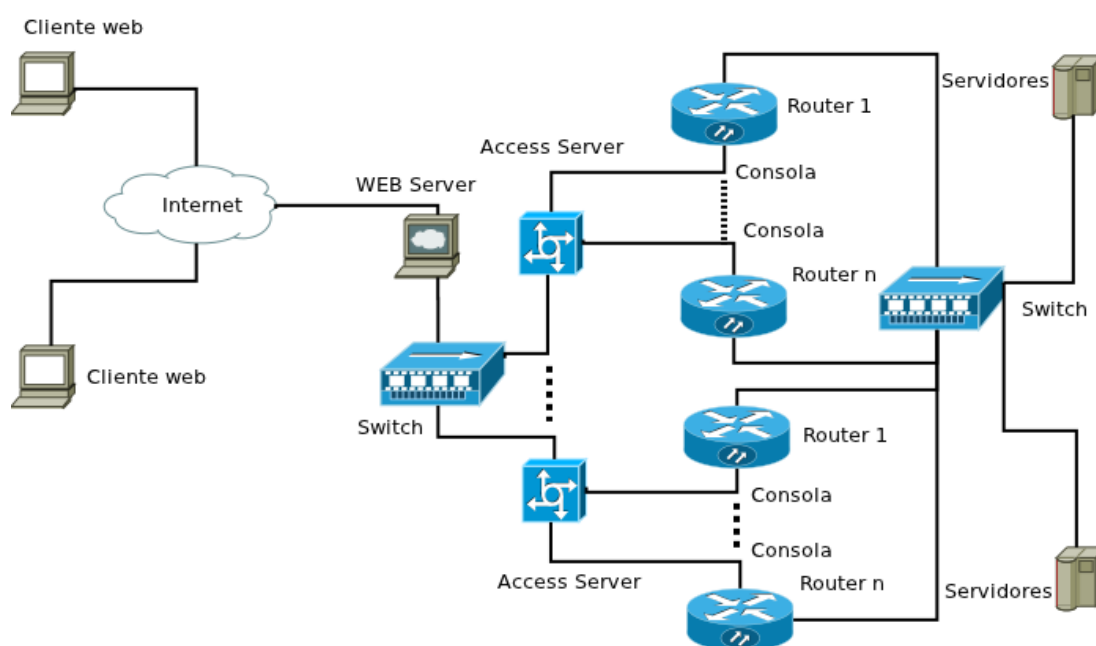 Cliente web
Servidores
Router 1
Access Server
Consola
WEB Server
Internet
Consola
Router n
Switch
Cliente web
Switch
Router 1
Consola
Consola
Access Server
Router n
Servidores